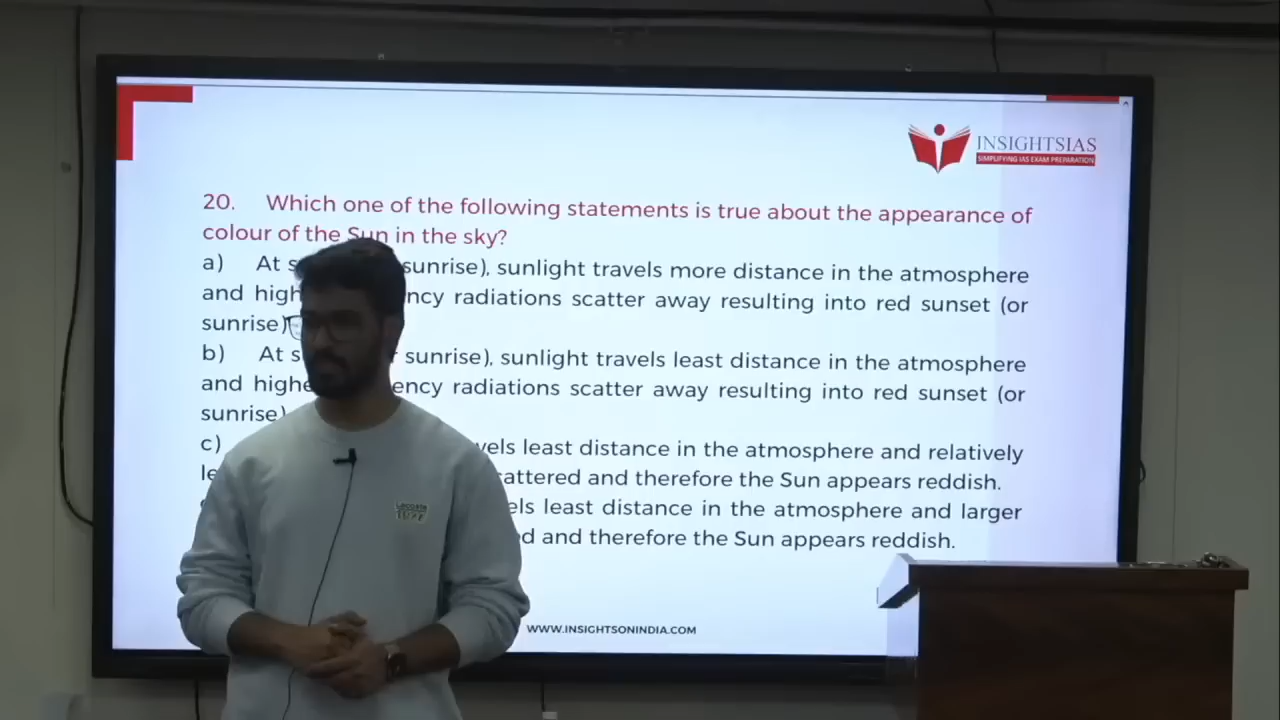 INSIGHTSIAS
SIMPLIFYING IAS EXAM PREPARATION
20. Which one of the following statements is true about the appearance of
colour of the Sun in the sky?
a) At sunrise), sunlight travels more distance in the atmosphere
and high radiations scatter away resulting into red sunset (or
sunrise)
b) At sunrise), sunlight travels least distance in the atmosphere
and radiations scatter away resulting into red sunset (or
sunrise)
c) least distance in the atmosphere and relatively
scattered and therefore the Sun appears reddish.
least distance in the atmosphere and larger
and therefore the Sun appears reddish.
WWW.INSIGHTSONINDIA.COM